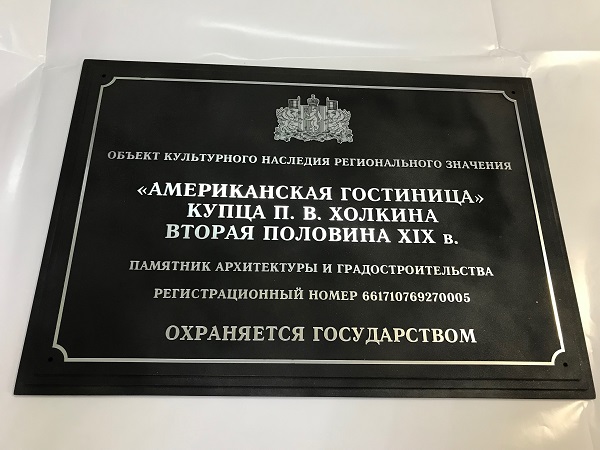 ОБЪЕКТ КУЛЬТУРНОГО НАСЛЕДИЯ РЕГИОНАЛЬНОГО ЗНАЧЕНИЯ
«АМЕРИКАНСКАЯ ГОСТИНИЦА»
КУПЦА П. В. ХОЛКИНА
ВТОРАЯ ПОЛОВИНА XIX в.
ПАМЯТНИК АРХИТЕКТУРЫ И ГРАДОСТРОИТЕЛЬСТВА
РЕГИСТРАЦИОННЫЙ НОМЕР 661710769270005
ОХРАНЯЕТСЯ ГОСУДАРСТВОМ